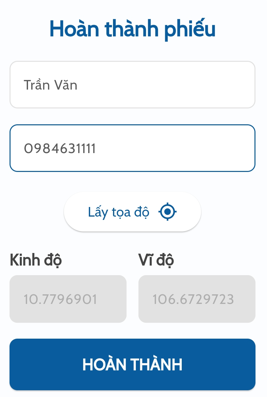 Hoàn thành phiếu
Trần Văn
0984631111
Lấy tọa độ
Kinh độ
Vĩ độ
10.7796901
106.6729723
HOÀN THÀNH